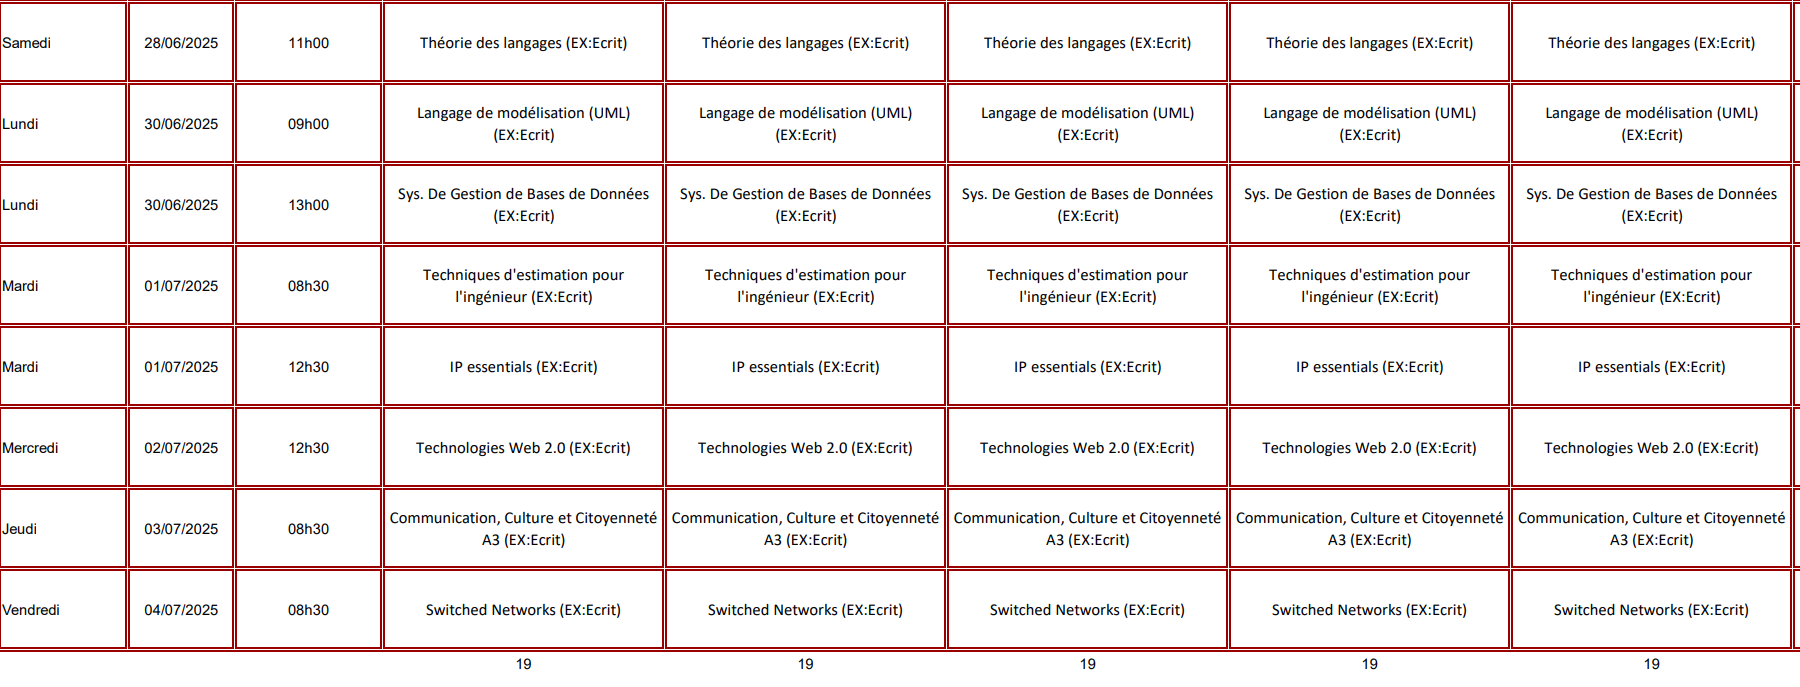 Samedi 28/06/2025 11h00 Théorie des langages (EX:Ecrit) Théorie des langages (EX:Ecrit) Théorie des langages (EX:Ecrit) Théorie des langages (EX:Ecrit) Théorie des langages (EX:Ecrit)
Langage de modélisation (UML) Langage de modélisation (UML) Langage de modélisation (UML) Langage de modélisation (UML) Langage de modélisation (UML)
Lundi 30/06/2025 09h00
(EX:Ecrit) (EX:Ecrit) (EX:Ecrit) (EX:Ecrit) (EX:Ecrit)
Sys. De Gestion de Bases de Données Sys. De Gestion de Bases de Données Sys. De Gestion de Bases de Données Sys. De Gestion de Bases de Données Sys. De Gestion de Bases de Données
Lundi 30/06/2025 13h00
(EX:Ecrit) (EX:Ecrit) (EX:Ecrit) (EX:Ecrit) (EX:Ecrit)
Techniques d'estimation pour Techniques d'estimation pour Techniques d'estimation pour Techniques d'estimation pour Techniques d'estimation pour
Mardi 01/07/2025 08h30
l'ingénieur (EX:Ecrit) l'ingénieur (EX:Ecrit) l'ingénieur (EX:Ecrit) l'ingénieur (EX:Ecrit) l'ingénieur (EX:Ecrit)
Mardi 01/07/2025 12h30 IP essentials (EX:Ecrit) IP essentials (EX:Ecrit) IP essentials (EX:Ecrit) IP essentials (EX:Ecrit) IP essentials (EX:Ecrit)
Mercredi 02/07/2025 12h30 Technologies Web 2.0 (EX:Ecrit) Technologies Web 2.0 (EX:Ecrit) Technologies Web 2.0 (EX:Ecrit) Technologies Web 2.0 (EX:Ecrit) Technologies Web 2.0 (EX:Ecrit)
Communication, Culture et Citoyenneté Communication, Culture et Citoyenneté Communication, Culture et Citoyenneté Communication, Culture et Citoyenneté Communication, Culture et Citoyenneté
Jeudi 03/07/2025 08h30
A3 (EX:Ecrit) A3 (EX:Ecrit) A3 (EX:Ecrit) A3 (EX:Ecrit) A3 (EX:Ecrit)
Vendredi 04/07/2025 08h30 Switched Networks (EX:Ecrit) Switched Networks (EX:Ecrit) Switched Networks (EX:Ecrit) Switched Networks (EX:Ecrit) Switched Networks (EX:Ecrit)
19 19 19 19 19